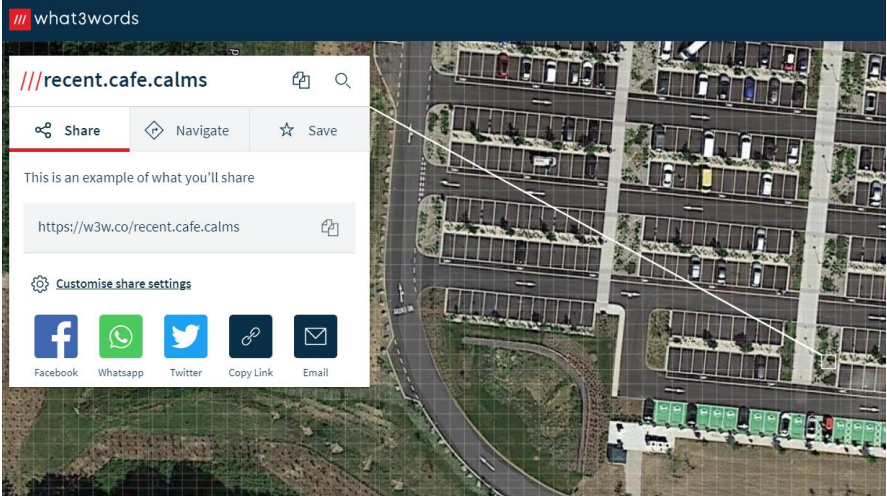 what3words
///recent.cafe.calms
Share
Navigate
Save
This is an example of what you'll share
https://w3w.co/recent.cafe.calms
Customise share settings
Facebook
Whatsapp
Twitter
Copy Link
Email